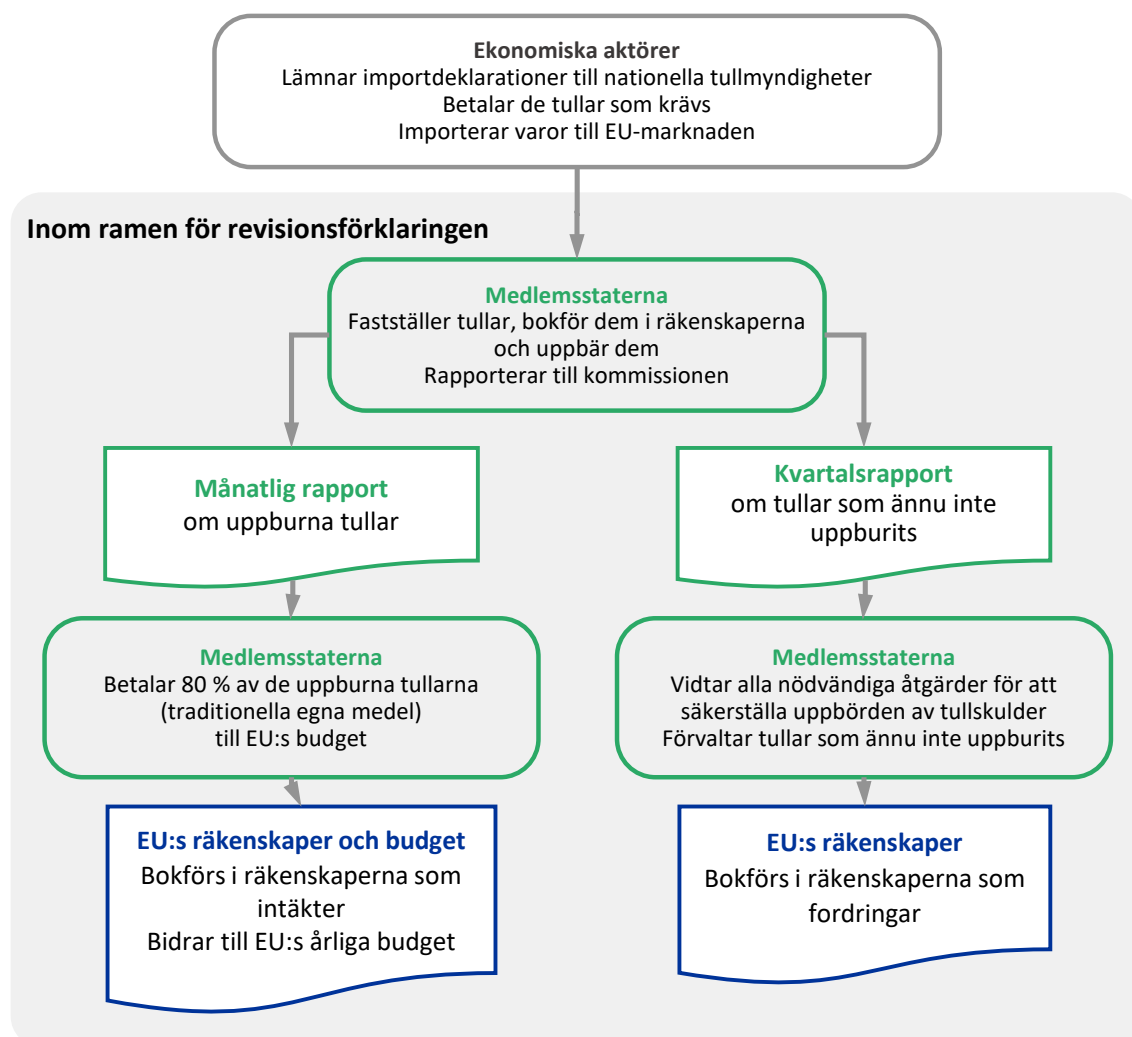 Ekonomiska aktörer
Lämnar importdeklarationer till nationella tullmyndigheter
Betalar de tullar som krävs
Importerar varor till EU-marknaden
Inom ramen för revisionsförklaringen
Medlemsstaterna
Fastställer tullar, bokför dem i räkenskaperna
och uppbär dem
Rapporterar till kommissionen
Månatlig rapport
om uppburna tullar
Kvartalsrapport
om tullar som ännu inte
uppburits
Medlemsstaterna
Betalar 80 % av de uppburna tullarna
(traditionella egna medel)
till EU:s budget
Medlemsstaterna
Vidtar alla nödvändiga åtgärder för att
säkerställa uppbörden av tullskulder
Förvaltar tullar som ännu inte uppburits
EU:s räkenskaper och budget
Bokförs i räkenskaperna som
intäkter
Bidrar till EU:s årliga budget
EU:s räkenskaper
Bokförs i räkenskaperna som
fordringar